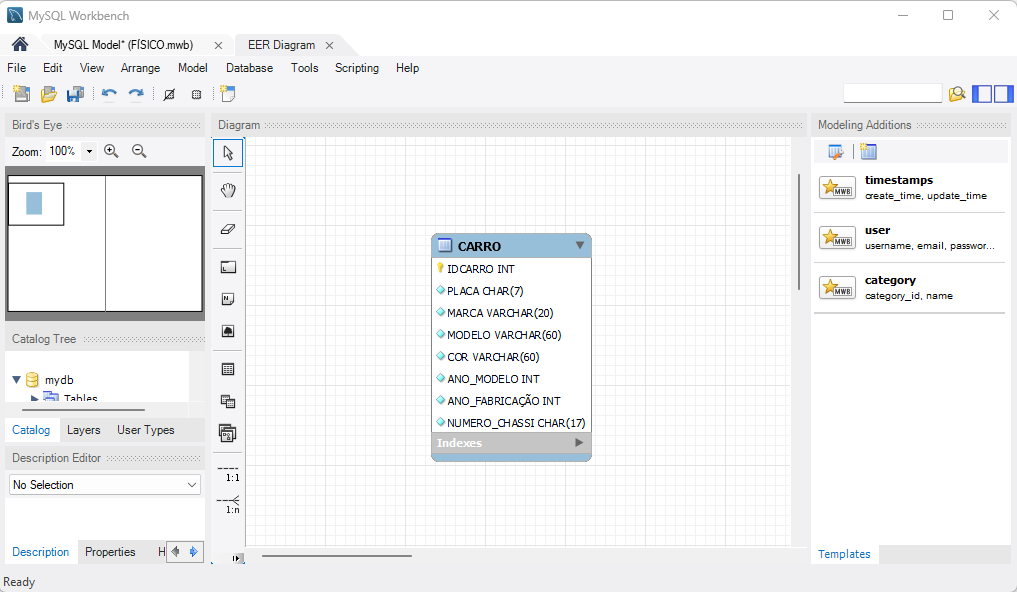 MySQL Workbench
MySQL Model* (FÍSICO.mwb)
EER Diagram
File Edit View Arrange Model Database Tools Scripting Help
Bird's Eye
Zoom: 100%
Catalog Tree
mydb
Tables
Catalog Layers User Types
Description Editor
No Selection
Description Properties H
Ready
Diagram
1:1
1:n
CARRO
IDCARRO INT
PLACA CHAR(7)
MARCA VARCHAR(20)
MODELO VARCHAR(60)
COR VARCHAR(60)
ANO_MODELO INT
ANO_FABRICAÇÃO INT
NUMERO_CHASSI CHAR(17)
Indexes
Modeling Additions
MWB
timestamps
create_time, update_time
MWB
user
username, email, passwor...
MWB
category
category_id, name
Templates